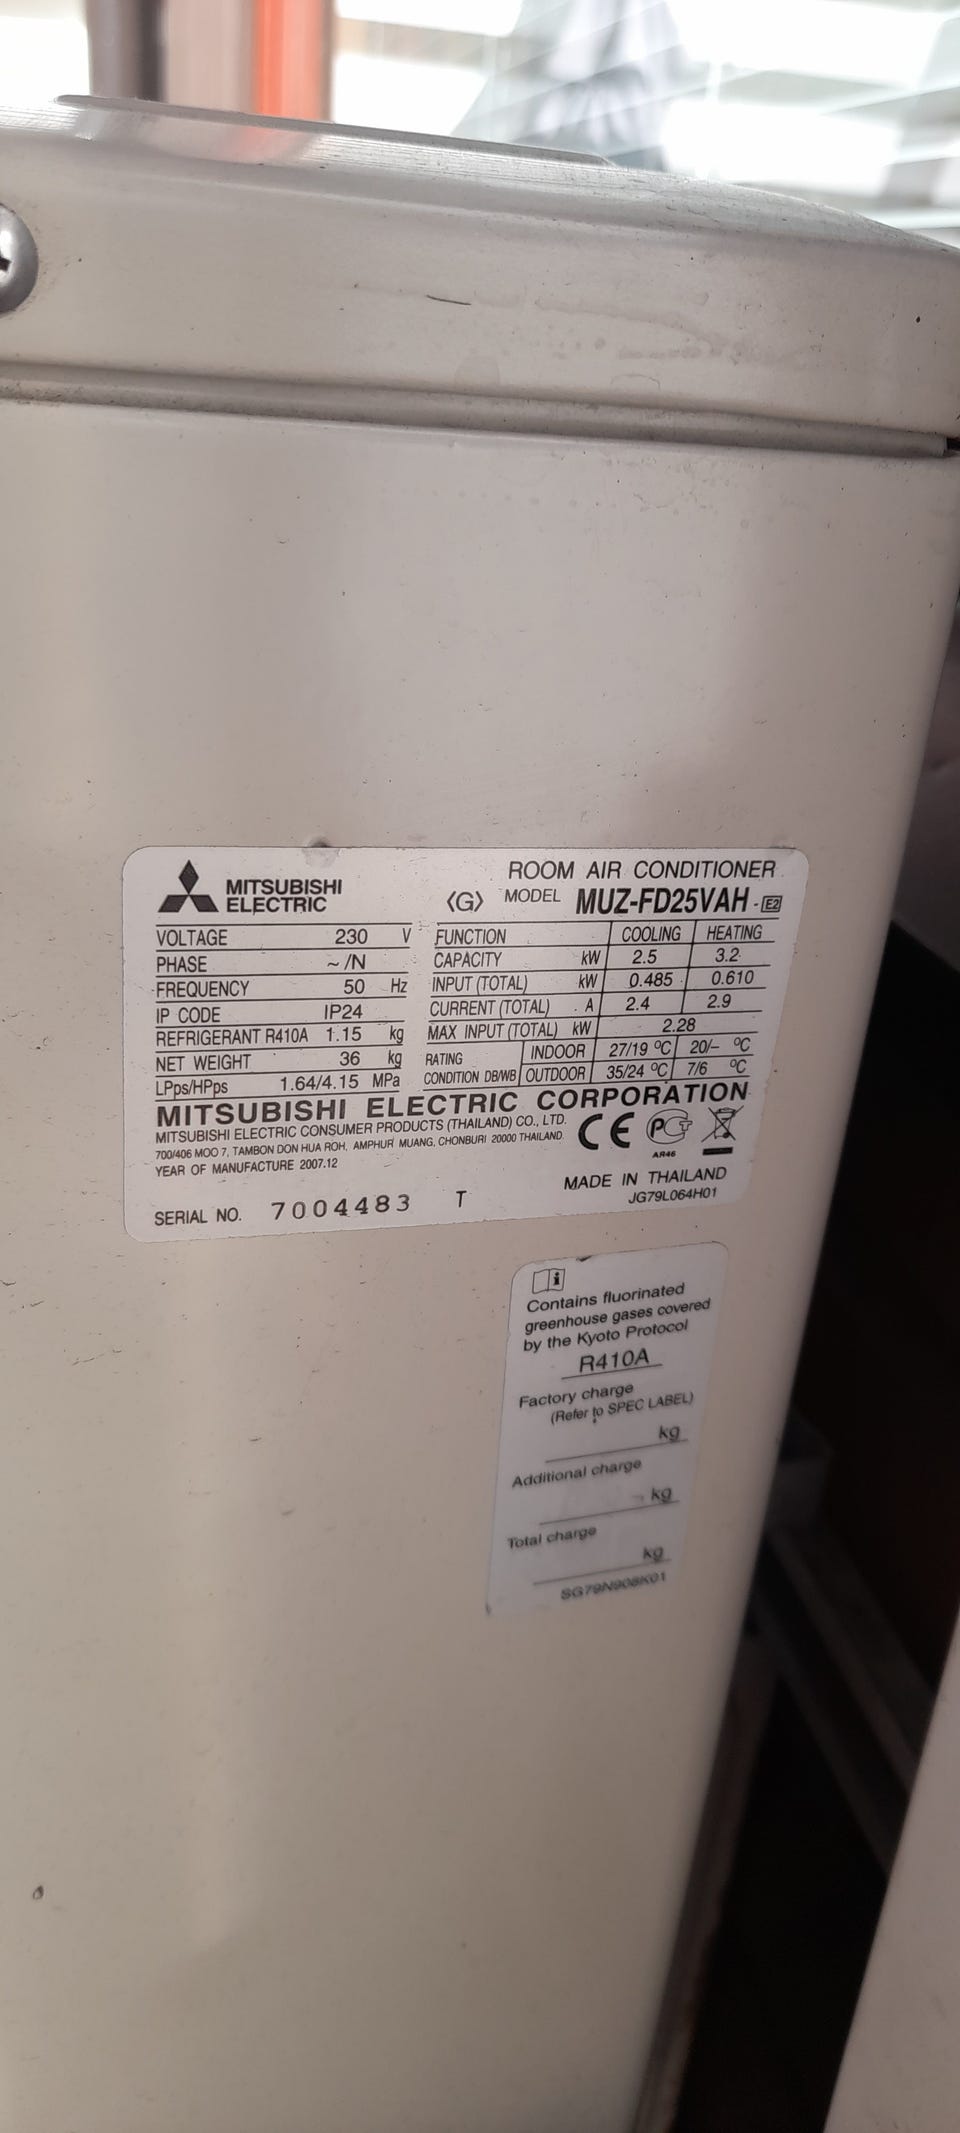 MITSUBISHI
ELECTRIC
ROOM AIR CONDITIONER
⟨G⟩ MODEL MUZ-FD25VAH - E2
VOLTAGE 230 V
PHASE ~/N
FREQUENCY 50 Hz
IP CODE IP24
REFRIGERANT R410A 1.15 kg
NET WEIGHT 36 kg
LPps/HPps 1.64/4.15 MPa
FUNCTION COOLING HEATING
CAPACITY kW 2.5 3.2
INPUT (TOTAL) kW 0.485 0.610
CURRENT (TOTAL) A 2.4 2.9
MAX INPUT (TOTAL) kW 2.28
RATING CONDITION DB/WB INDOOR 27/19 ºC 20/– ºC
OUTDOOR 35/24 ºC 7/6 ºC
MITSUBISHI ELECTRIC CORPORATION
MITSUBISHI ELECTRIC CONSUMER PRODUCTS (THAILAND) CO., LTD.
700/406 MOO 7, TAMBON DON HUA ROH, AMPHUR MUANG, CHONBURI 20000 THAILAND.
YEAR OF MANUFACTURE 2007.12
CE
АЯ46
MADE IN THAILAND
JG79L064H01
SERIAL NO. 7004483 T
i
Contains fluorinated
greenhouse gases covered
by the Kyoto Protocol
R410A
Factory charge
(Refer to SPEC LABEL)
kg
Additional charge
kg
Total charge
kg
SG79N908K01